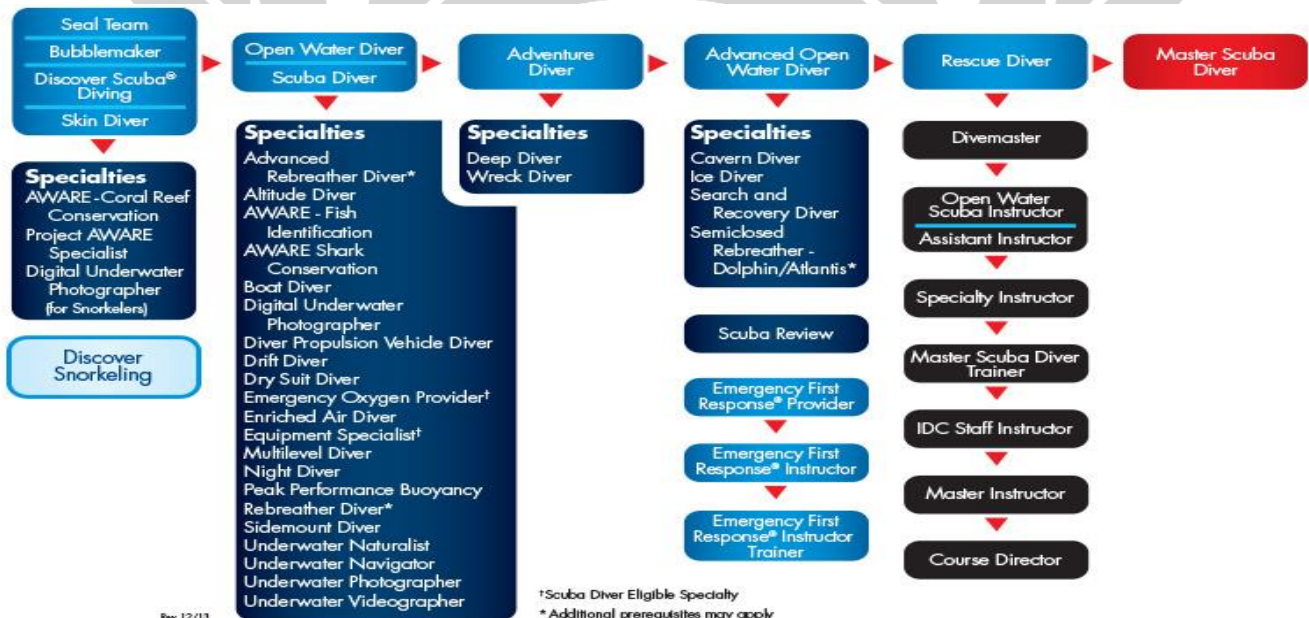 Seal Team
Bubblemaker
Discover Scuba®
Diving
Skin Diver
Specialties
AWARE-Coral Reef
Conservation
Project AWARE
Specialist
Digital Underwater
Photographer
(for Snorkelers)
Discover
Snorkeling
Open Water Diver
Scuba Diver
Specialties
Advanced
Rebreather Diver*
Altitude Diver
AWARE - Fish
Identification
AWARE Shark
Conservation
Boat Diver
Digital Underwater
Photographer
Diver Propulsion Vehicle Diver
Drift Diver
Dry Suit Diver
Emergency Oxygen Provider†
Enriched Air Diver
Equipment Specialist†
Multilevel Diver
Night Diver
Peak Performance Buoyancy
Rebreather Diver*
Sidemount Diver
Underwater Naturalist
Underwater Navigator
Underwater Photographer
Underwater Videographer
Adventure
Diver
Specialties
Deep Diver
Wreck Diver
Advanced Open
Water Diver
Specialties
Cavern Diver
Ice Diver
Search and
Recovery Diver
Semiclosed
Rebreather -
Dolphin/Atlantis*
Scuba Review
Emergency First
Response® Provider
Emergency First
Response® Instructor
Emergency First
Response® Instructor
Trainer
Rescue Diver
Divemaster
Open Water
Scuba Instructor
Assistant Instructor
Specialty Instructor
Master Scuba Diver
Trainer
IDC Staff Instructor
Master Instructor
Course Director
Master Scuba
Diver
†Scuba Diver Eligible Specialty
*Additional prerequisites may apply